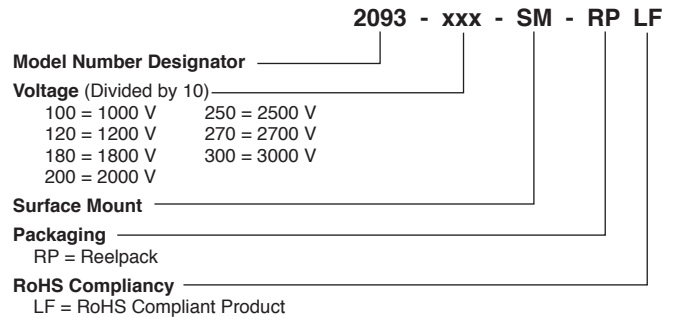 2093 - xxx - SM - RP LF
Model Number Designator
Voltage (Divided by 10)
100 = 1000 V 250 = 2500 V
120 = 1200 V 270 = 2700 V
180 = 1800 V 300 = 3000 V
200 = 2000 V
Surface Mount
Packaging
RP = Reelpack
RoHS Compliancy
LF = RoHS Compliant Product